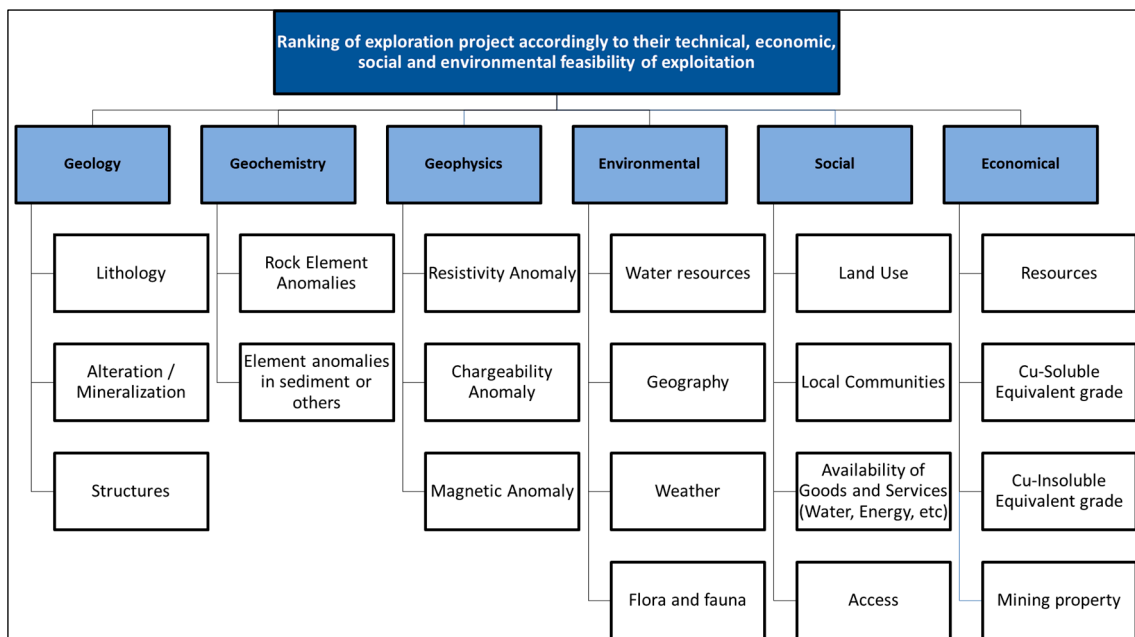 Ranking of exploration project accordingly to their technical, economic,
social and environmental feasibility of exploitation
Geology
Geochemistry
Geophysics
Environmental
Social
Economical
Lithology
Rock Element
Anomalies
Resistivity Anomaly
Water resources
Land Use
Resources
Alteration /
Mineralization
Element anomalies
in sediment or
others
Chargeability
Anomaly
Geography
Local Communities
Cu-Soluble
Equivalent grade
Structures
Magnetic Anomaly
Weather
Availability of
Goods and Services
(Water, Energy, etc)
Cu-Insoluble
Equivalent grade
Flora and fauna
Access
Mining property